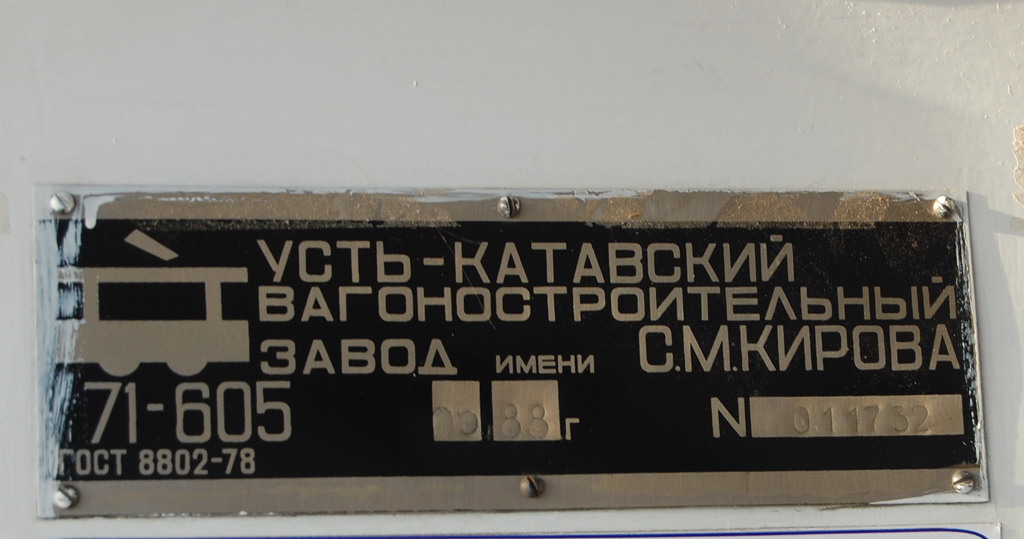 УСТЬ-КАТАВСКИЙ
ВАГОНОСТРОИТЕЛЬНЫЙ
ЗАВОД ИМЕНИ С.М.КИРОВА
71-605 88 г N 011732
ГОСТ 8802-78